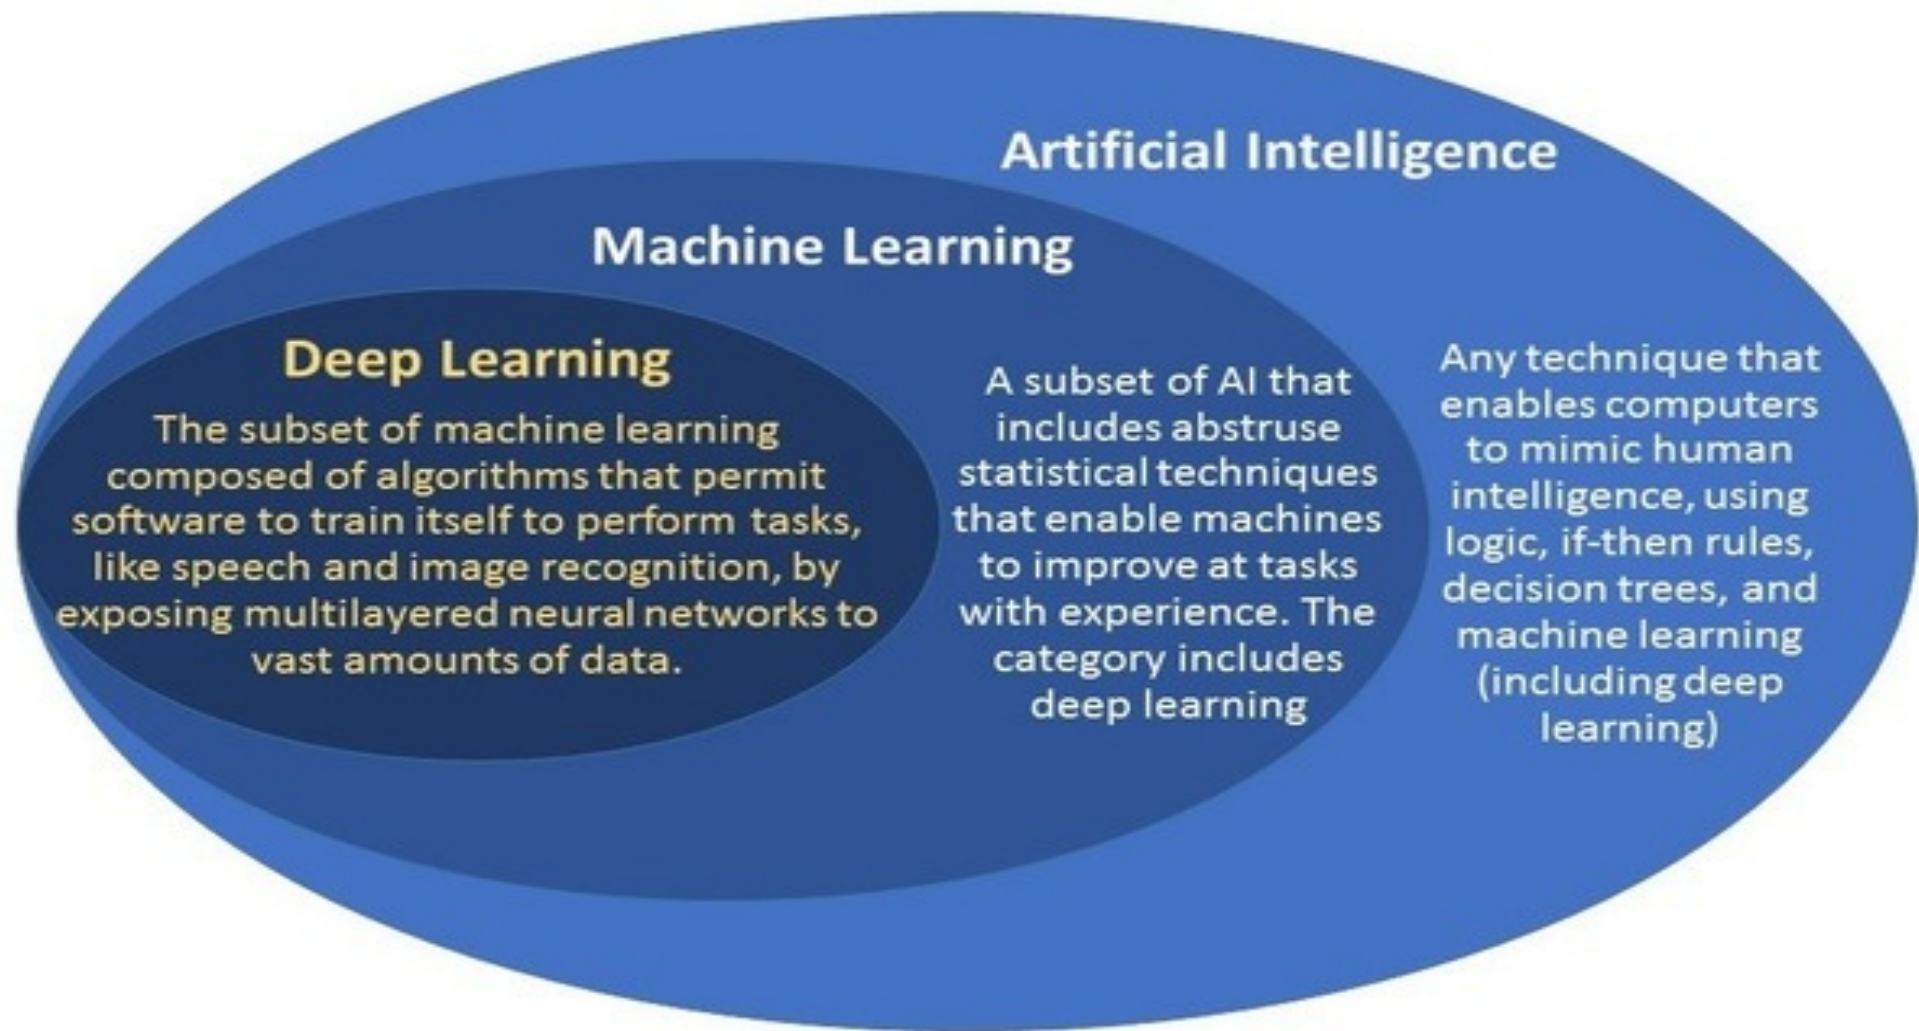 Artificial Intelligence
Machine Learning
Deep Learning
The subset of machine learning
composed of algorithms that permit
software to train itself to perform tasks,
like speech and image recognition, by
exposing multilayered neural networks to
vast amounts of data.
A subset of AI that
includes abstruse
statistical techniques
that enable machines
to improve at tasks
with experience. The
category includes
deep learning
Any technique that
enables computers
to mimic human
intelligence, using
logic, if-then rules,
decision trees, and
machine learning
(including deep
learning)